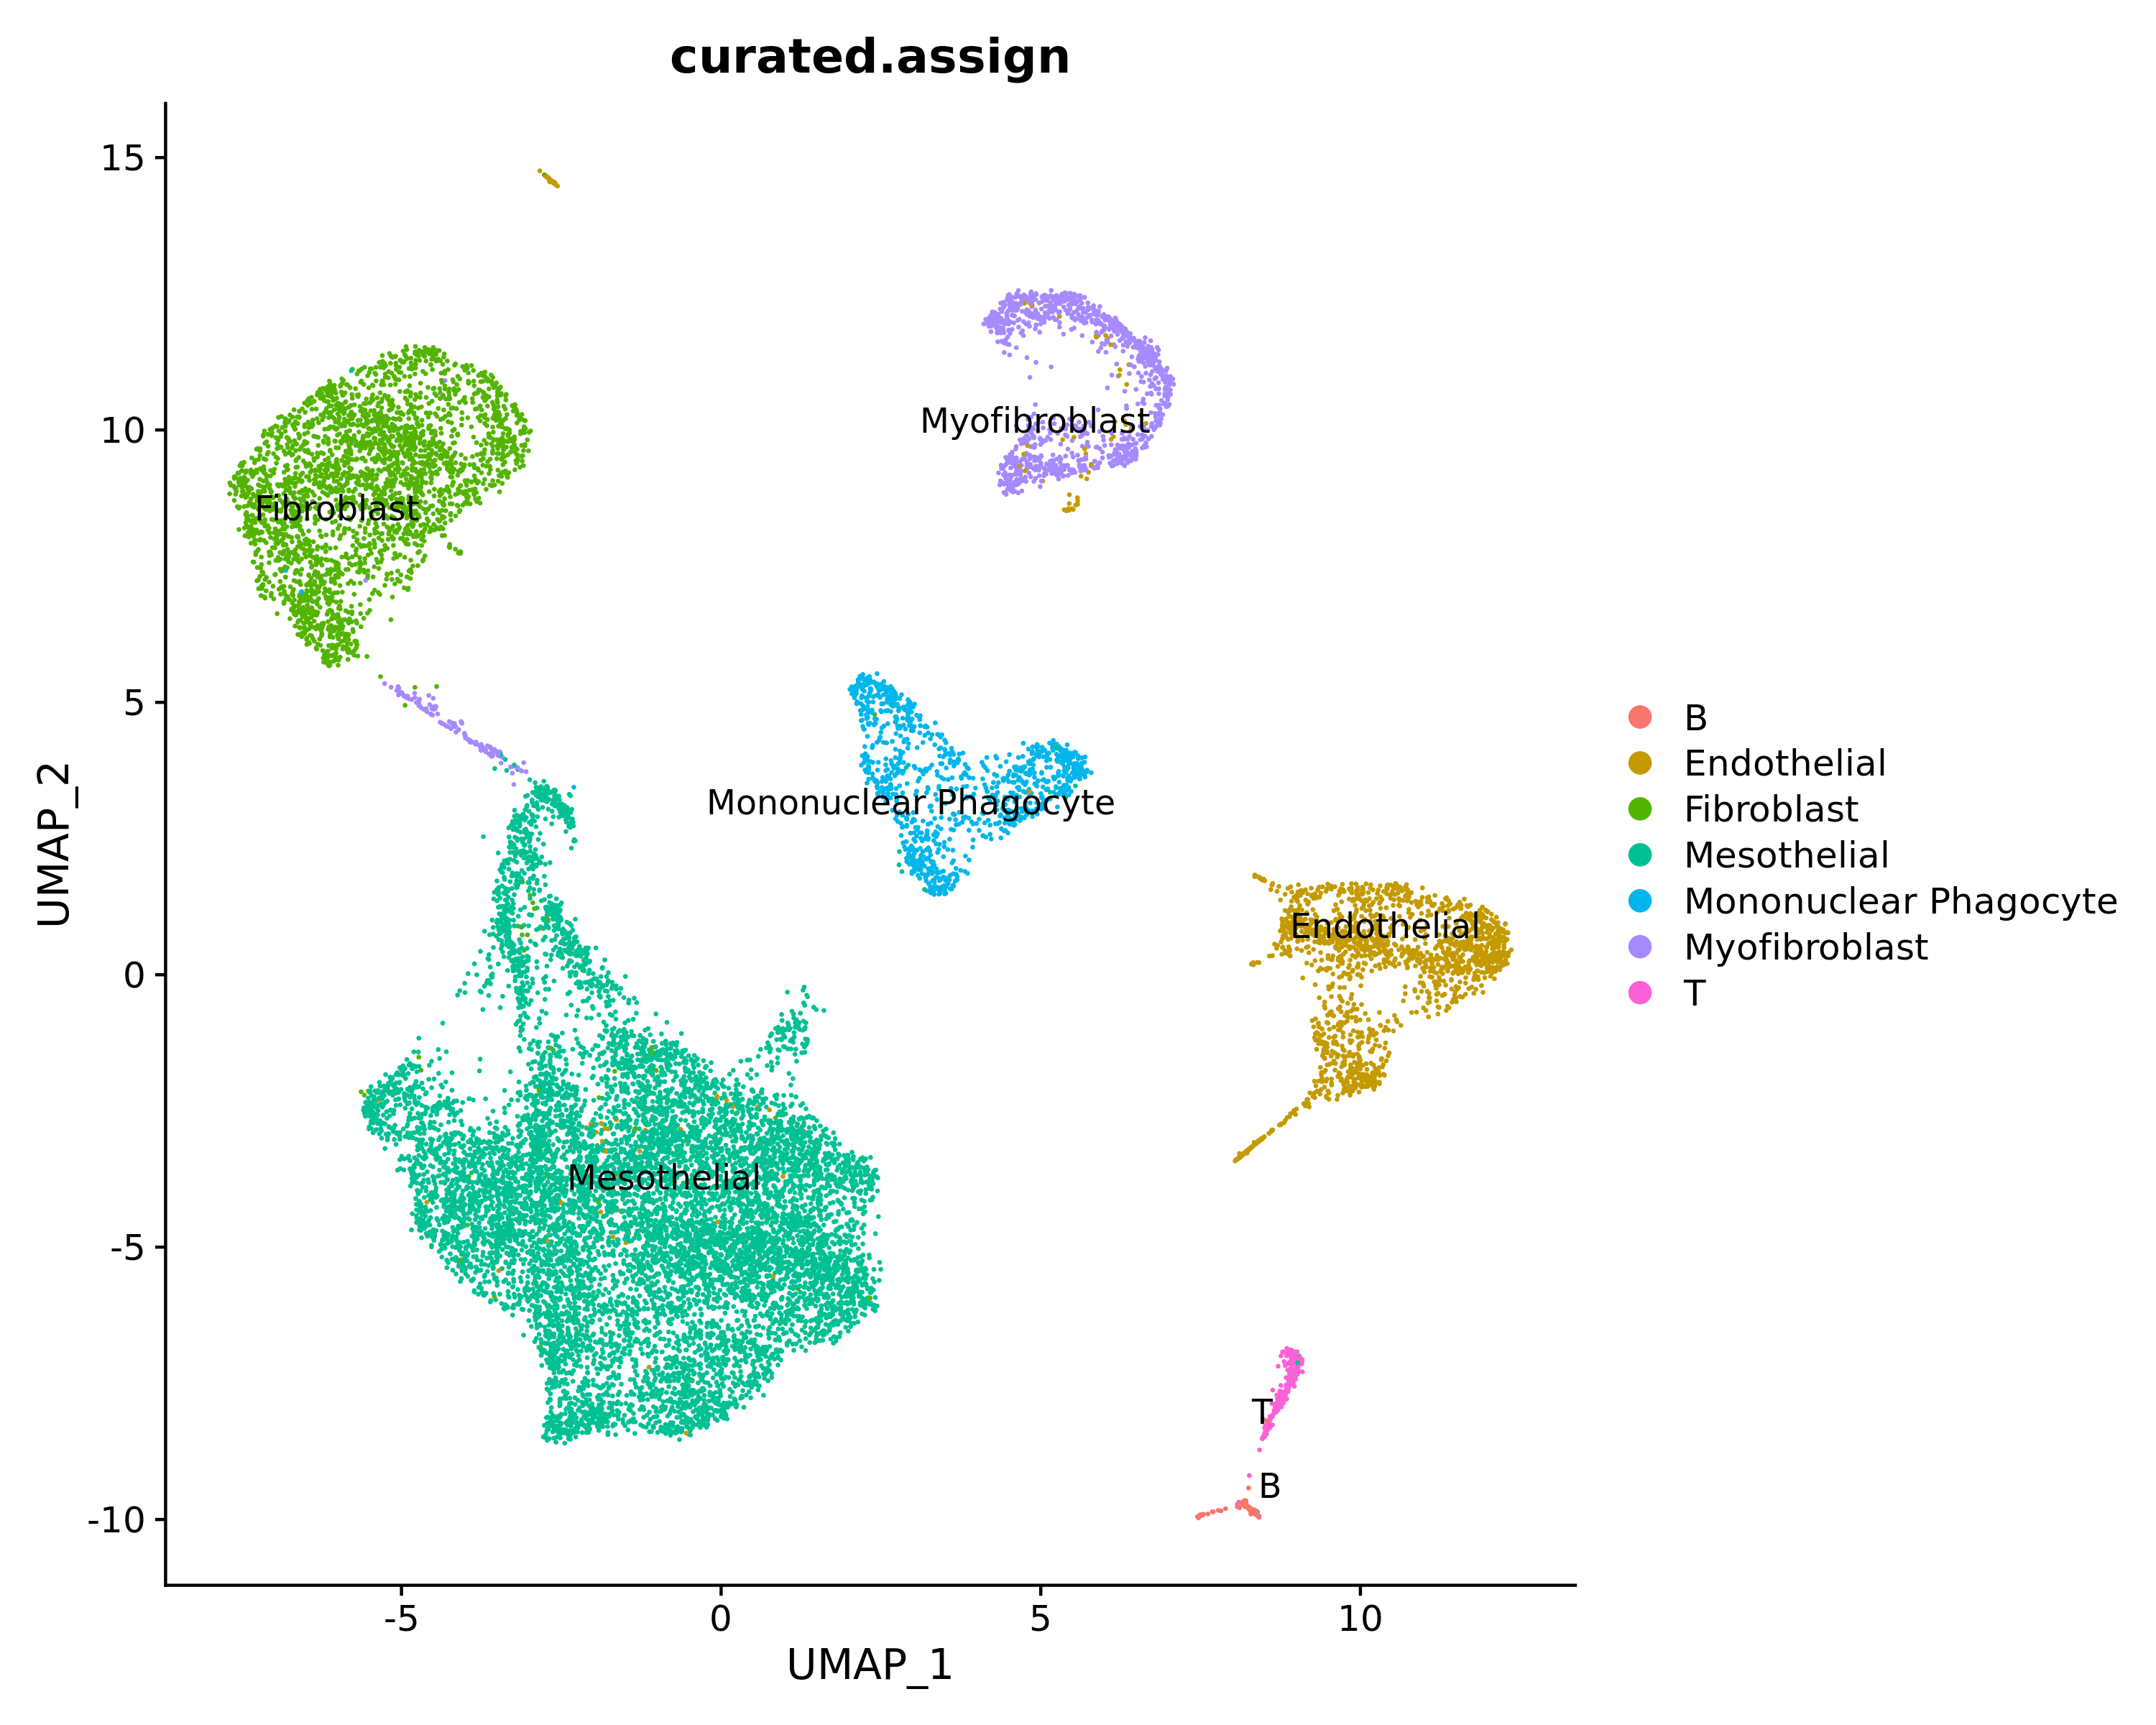 curated.assign
15
10
5
0
-5
-10
UMAP_2
Myofibroblast
Fibroblast
Mononuclear Phagocyte
Endothelial
Mesothelial
T
B
-5
0
5
10
UMAP_1
B
Endothelial
Fibroblast
Mesothelial
Mononuclear Phagocyte
Myofibroblast
T